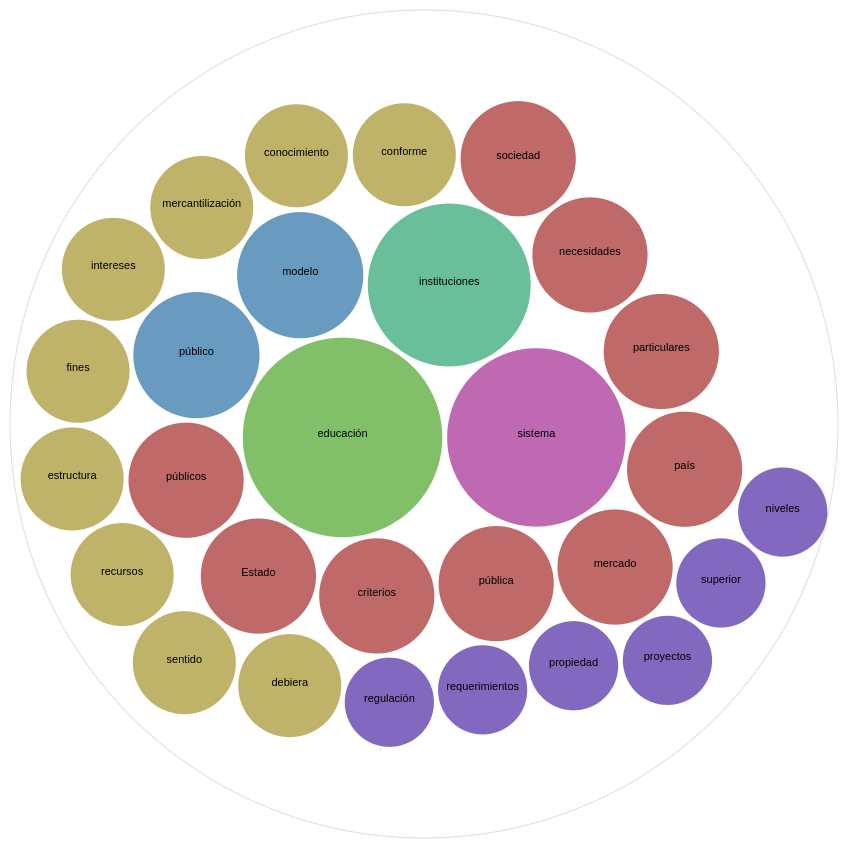 conocimiento
conforme
sociedad
mercantilización
necesidades
intereses
modelo
instituciones
público
particulares
fines
educación
sistema
país
estructura
públicos
niveles
recursos
Estado
criterios
pública
mercado
superior
sentido
debiera
regulación
requerimientos
propiedad
proyectos